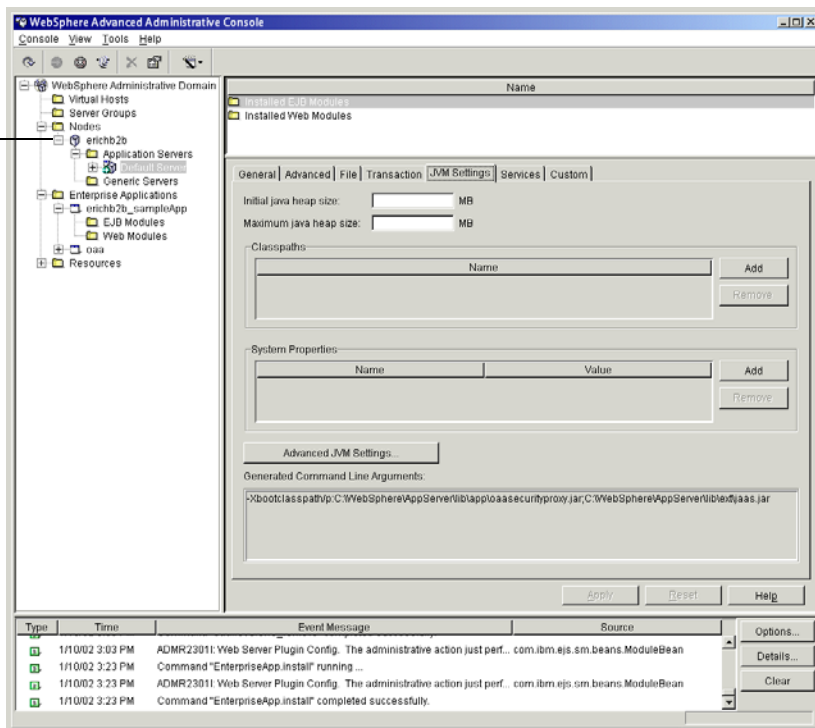 WebSphere Advanced Administrative Console
Console View Tools Help
WebSphere Administrative Domain
Virtual Hosts
Server Groups
Nodes
erichb2b
Application Servers
Default Server
Generic Servers
Enterprise Applications
erichb2b_sampleApp
EJB Modules
Web Modules
oaa
Resources
Name
Installed EJB Modules
Installed Web Modules
General Advanced File Transaction JVM Settings Services Custom
Initial java heap size: MB
Maximum java heap size: MB
Classpaths
Name
Add
Remove
System Properties
Name Value
Add
Remove
Advanced JVM Settings...
Generated Command Line Arguments:
-Xbootclasspath/p:C:\WebSphere\AppServer\lib\app\oaasecurityproxy.jar;C:\WebSphere\AppServer\lib\ext\jaas.jar
Apply Reset Help
Type Time Event Message Source
1/10/02 3:03 PM ADMR2301I: Web Server Plugin Config. The administrative action just perf... com.ibm.ejs.sm.beans.ModuleBean
1/10/02 3:23 PM Command "EnterpriseApp.install" running ...
1/10/02 3:23 PM ADMR2301I: Web Server Plugin Config. The administrative action just perf... com.ibm.ejs.sm.beans.ModuleBean
1/10/02 3:23 PM Command "EnterpriseApp.install" completed successfully.
Options...
Details...
Clear